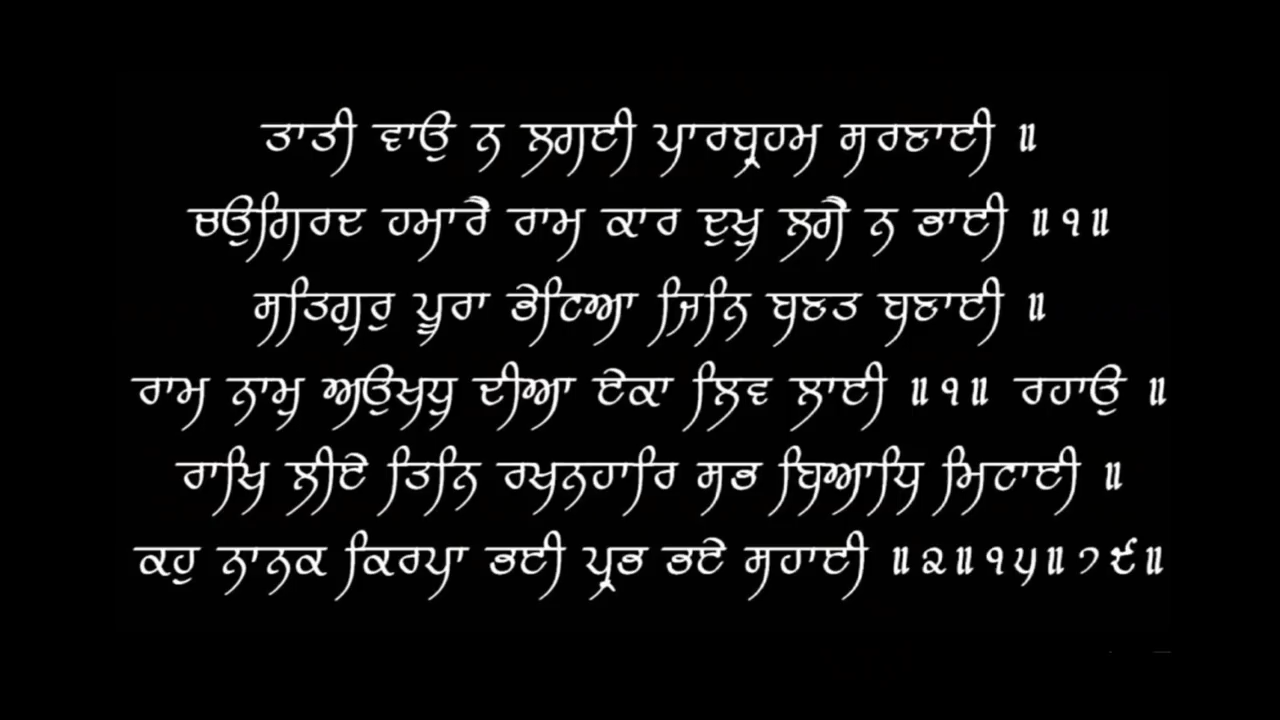 ਤਾਤੀ ਵਾਉ ਨ ਲਗਈ ਪਾਰਬ੍ਰਹਮ ਸਰਣਾਈ ॥
ਚਉਗਿਰਦ ਹਮਾਰੈ ਰਾਮ ਕਾਰ ਦੁਖੁ ਲਗੈ ਨ ਭਾਈ ॥੧॥
ਸਤਿਗੁਰੁ ਪੂਰਾ ਭੇਟਿਆ ਜਿਨਿ ਬਣਤ ਬਣਾਈ ॥
ਰਾਮ ਨਾਮੁ ਅਉਖਧੁ ਦੀਆ ਏਕਾ ਲਿਵ ਲਾਈ ॥੧॥ ਰਹਾਉ ॥
ਰਾਖਿ ਲੀਏ ਤਿਨਿ ਰਖਨਹਾਰਿ ਸਭ ਬਿਆਧਿ ਮਿਟਾਈ ॥
ਕਹੁ ਨਾਨਕ ਕਿਰਪਾ ਭਈ ਪ੍ਰਭ ਭਏ ਸਹਾਈ ॥੨॥੧੫॥੭੯॥